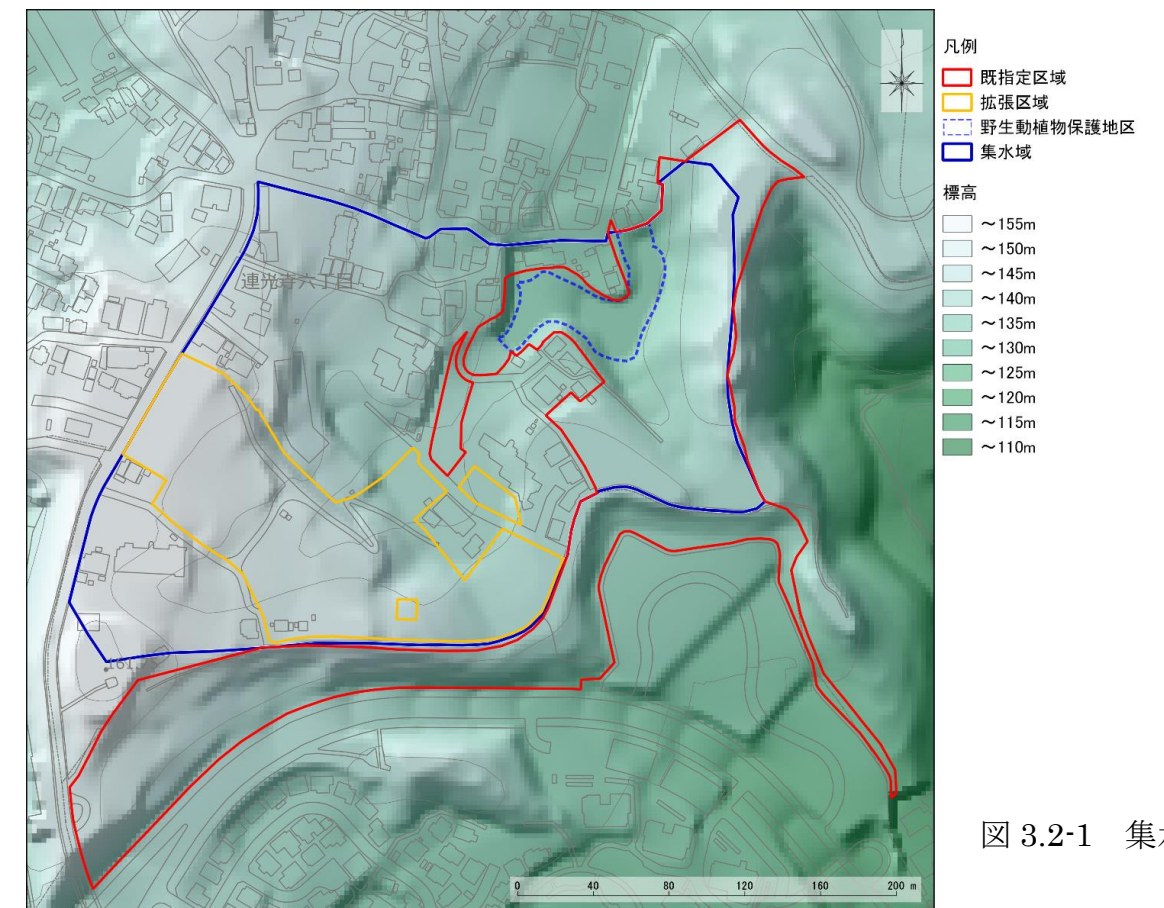 凡例
既指定区域
拡張区域
野生動植物保護地区
集水域
標高
～155m
～150m
～145m
～140m
～135m
～130m
～125m
～120m
～115m
～110m
連光寺六丁目
161
0 40 80 120 160 200 m
図 3.2-1 集